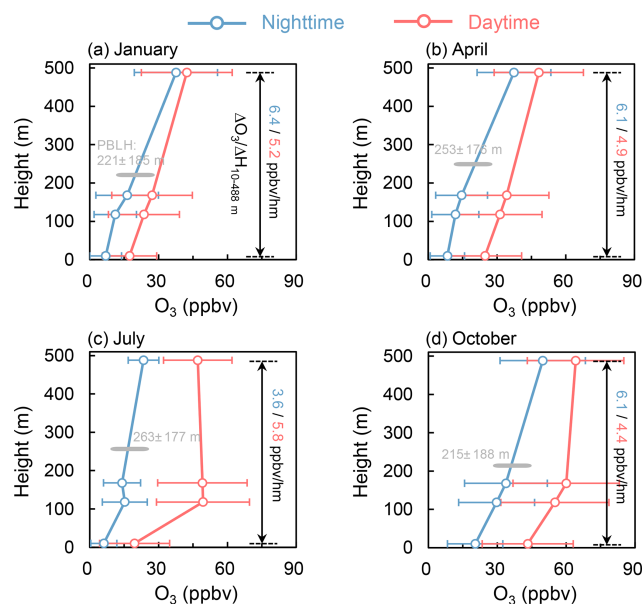 Nighttime
Daytime
(a) January
500
400
300
200
100
0
Height (m)
PBLH:
221± 185 m
ΔO₃/ΔH₁₀₋₄₈₈ ₘ
6.4 / 5.2 ppbv/hm
0
30
60
90
O₃ (ppbv)
(b) April
500
400
300
200
100
0
Height (m)
253± 176 m
6.1 / 4.9 ppbv/hm
0
30
60
90
O₃ (ppbv)
(c) July
500
400
300
200
100
0
Height (m)
263± 177 m
3.6 / 5.8 ppbv/hm
0
30
60
90
O₃ (ppbv)
(d) October
500
400
300
200
100
0
Height (m)
215± 188 m
6.1 / 4.4 ppbv/hm
0
30
60
90
O₃ (ppbv)